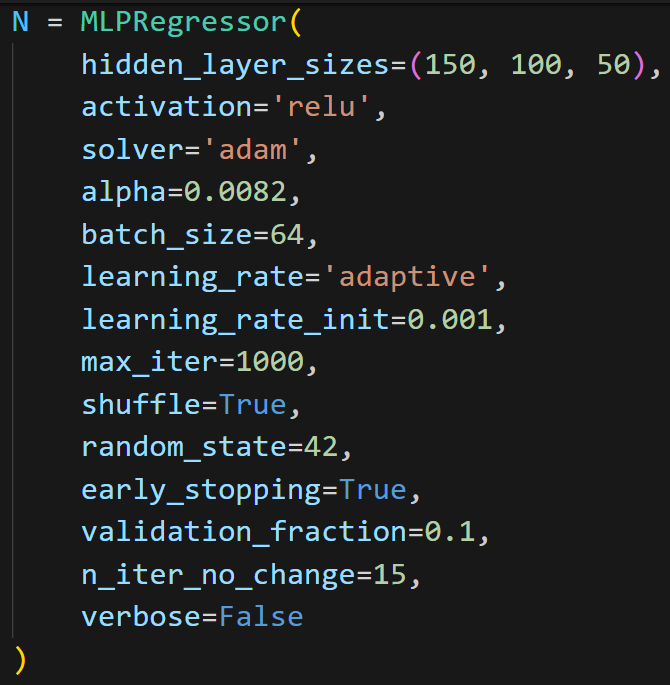 N = MLPRegressor(
    hidden_layer_sizes=(150, 100, 50),
    activation='relu',
    solver='adam',
    alpha=0.0082,
    batch_size=64,
    learning_rate='adaptive',
    learning_rate_init=0.001,
    max_iter=1000,
    shuffle=True,
    random_state=42,
    early_stopping=True,
    validation_fraction=0.1,
    n_iter_no_change=15,
    verbose=False
)